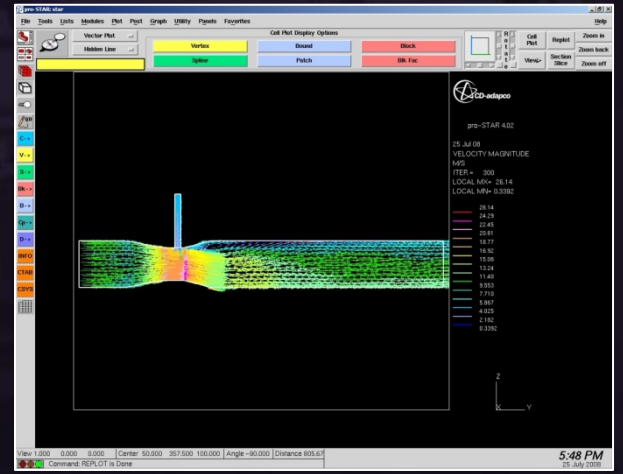 pro-STAR: star
File Tools Lists Modules Plot Post Graph Utility Panels Favorites Help
Vector Plot
Hidden Line
Cell Plot Display Options
Vertex Bound Block
Spline Patch Blk Fac
Rotate
Cell Plot
Replot
Zoom in
Zoom back
View->
Section Slice
Zoom off
C->
V->
S->
Bk->
B->
Cp->
D->
INFO
CTAB
CD-adapco
pro-STAR 4.02
25 Jul 08
VELOCITY MAGNITUDE
M/S
ITER = 300
LOCAL MX= 26.14
LOCAL MN= 0.3392
26.14
24.29
22.45
20.61
18.77
16.92
15.08
13.24
11.40
9.553
7.710
5.867
4.025
2.182
0.3392
Z
X Y
View 1.000 0.000 0.000 Center 50.000 357.500 100.000 Angle -90.000 Distance 805.67
Command: REPLOT is Done
5:48 PM
25 July 2008